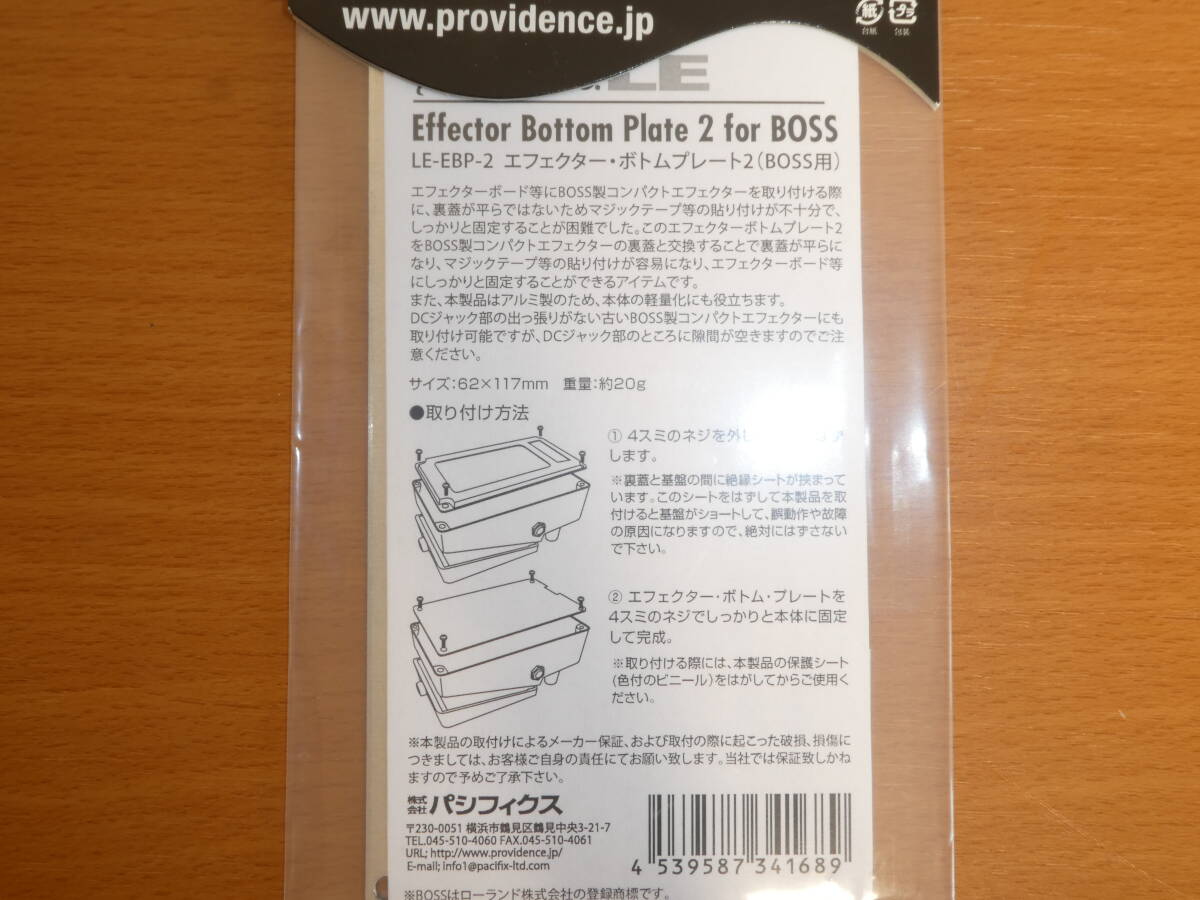 www.providence.jp
紙
台紙
プラ
包装
LE
Effector Bottom Plate 2 for BOSS
LE-EBP-2 エフェクター・ボトムプレート2(BOSS用)
エフェクターボード等にBOSS製コンパクトエフェクターを取り付ける際
に、裏蓋が平らではないためマジックテープ等の貼り付けが不十分で、
しっかりと固定することが困難でした。このエフェクターボトムプレート2
をBOSS製コンパクトエフェクターの裏蓋と交換することで裏蓋が平らに
なり、マジックテープ等の貼り付けが容易になり、エフェクターボード等
にしっかりと固定することができるアイテムです。
また、本製品はアルミ製のため、本体の軽量化にも役立ちます。
DCジャック部の出っ張りがない古いBOSS製コンパクトエフェクターにも
取り付け可能ですが、DCジャック部のところに隙間が空きますのでご注
意ください。
サイズ:62×117mm 重量:約20g
●取り付け方法
① 4スミのネジを外し
します。
※裏蓋と基盤の間に絶縁シートが挟まって
います。このシートをはずして本製品を取
付けると基盤がショートして、誤動作や故障
の原因になりますので、絶対にはずさない
で下さい。
② エフェクター・ボトム・プレートを
4スミのネジでしっかりと本体に固定
して完成。
※取り付ける際には、本製品の保護シート
(色付のビニール)をはがしてからご使用く
ださい。
※本製品の取付けによるメーカー保証、および取付の際に起こった破損、損傷に
つきましては、お客様ご自身の責任にてお願い致します。当社では保証致しかね
ますので予めご了承下さい。
株式会社 パシフィクス
〒230-0051 横浜市鶴見区鶴見中央3-21-7
TEL.045-510-4060 FAX.045-510-4061
URL; http://www.providence.jp/
E-mail; info1@pacifix-ltd.com
4 539587 341689
※BOSSはローランド株式会社の登録商標です。